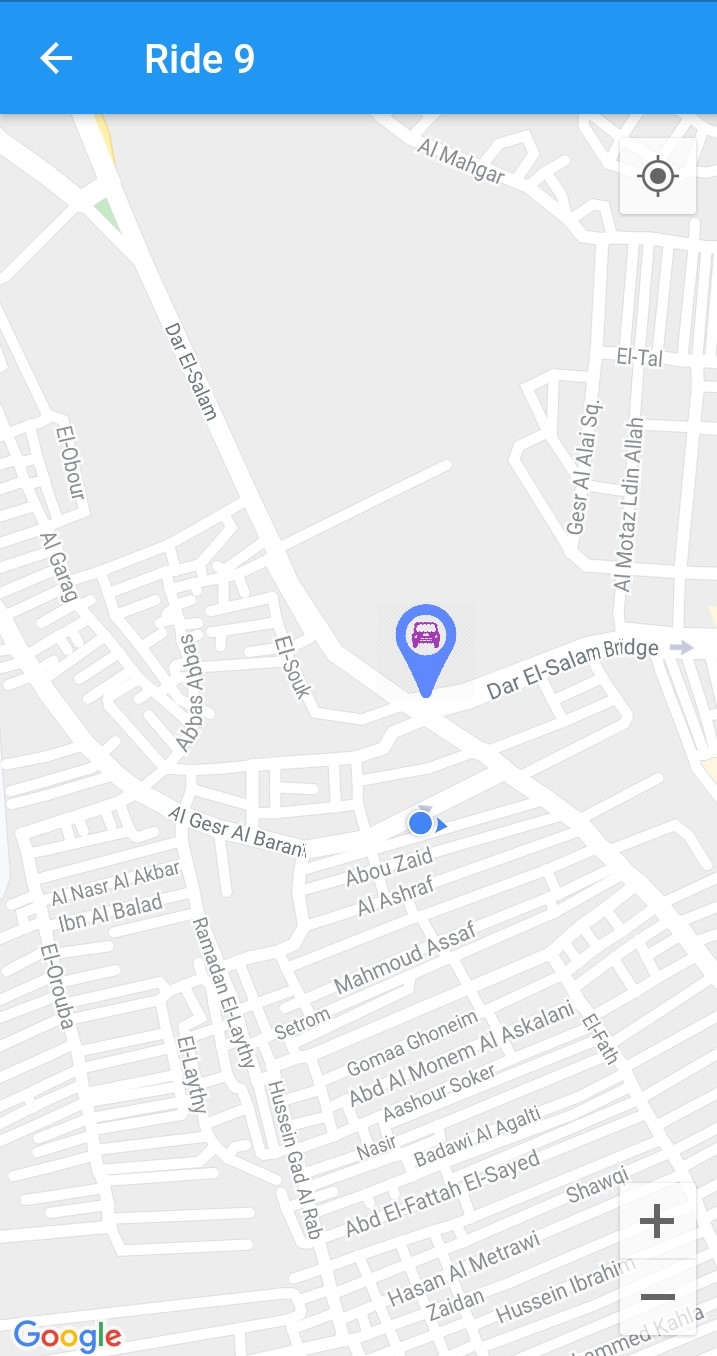 Ride 9
Al Mahgar
Dar El-Salam
El-Tal
Gesr Al Alai Sq.
Al Motaz Ldin Allah
El-Obour
Al Garag
Abbas Abbas
El-Souk
Dar El-Salam Bridge
Al Gesr Al Barani
Abou Zaid
Al Ashraf
Al Nasr Al Akbar
Ibn Al Balad
El-Orouba
Ramadan El-Laythy
Mahmoud Assaf
Setrom
El-Laythy
Gomaa Ghoneim
Abd Al Monem Al Askalani
Aashour Soker
El-Fath
Hussein Gad Al Rab
Nasir
Badawi Al Agalti
Abd El-Fattah El-Sayed
Shawqi
Hasan Al Metrawi
Zaidan
Hussein Ibrahim
Kahla
Google